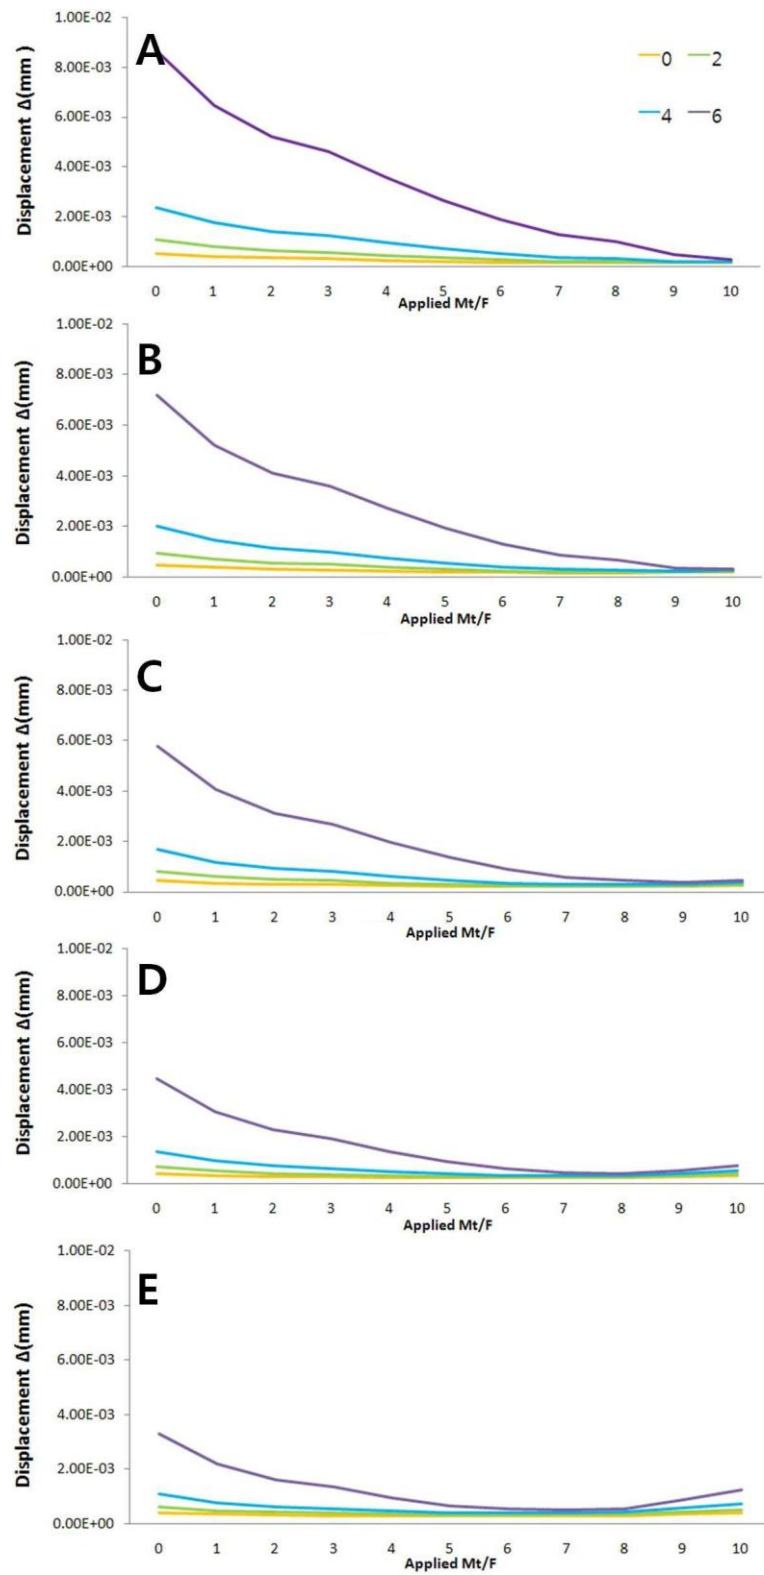 A
1.00E-02
8.00E-03
6.00E-03
4.00E-03
2.00E-03
0.00E+00
Displacement Δ(mm )
0 2
4 6
0 1 2 3 4 5 6 7 8 9 10
Applied Mt/F
B
1.00E-02
8.00E-03
6.00E-03
4.00E-03
2.00E-03
0.00E+00
Displacement Δ(mm)
0 1 2 3 4 5 6 7 8 9 10
Applied Mt/F
C
1.00E-02
8.00E-03
6.00E-03
4.00E-03
2.00E-03
0.00E+00
Displacement Δ(mm)
0 1 2 3 4 5 6 7 8 9 10
Applied Mt/F
D
1.00E-02
8.00E-03
6.00E-03
4.00E-03
2.00E-03
0.00E+00
Displacement Δ(mm)
0 1 2 3 4 5 6 7 8 9 10
Applied Mt/F
E
1.00E-02
8.00E-03
6.00E-03
4.00E-03
2.00E-03
0.00E+00
Displacement Δ(mm)
0 1 2 3 4 5 6 7 8 9 10
Applied Mt/F